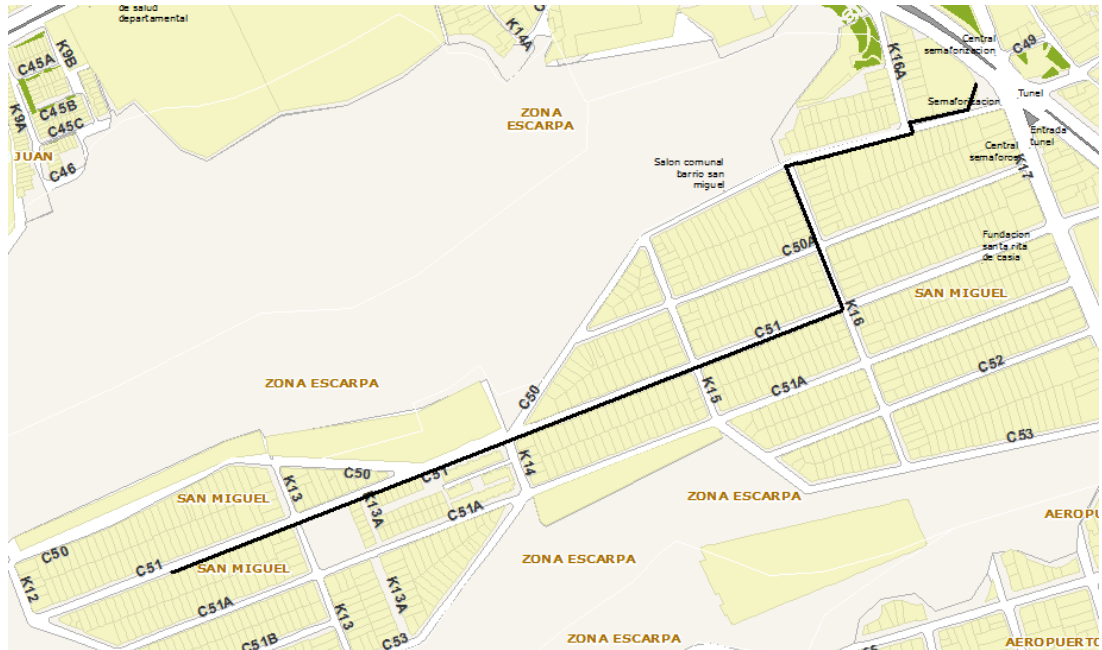 de salud
departamental
K14A
K9B
C45A
K9A
C45B
C45C
JUAN
C46
ZONA
ESCARPA
K16A
Central
semaforizacion
C49
Semaforizacion
Tunel
Entrada
tunel
Central
semaforos
K17
Salon comunal
barrio san
miguel
Fundacion
santa rita
de casia
C50A
SAN MIGUEL
K16
C51
C52
C51A
K15
C53
ZONA ESCARPA
C50
K14
C51
C50
K13
K13A
SAN MIGUEL
C51A
ZONA ESCARPA
AEROPUERTO
C50
C51
SAN MIGUEL
ZONA ESCARPA
K12
C51A
K13A
K13
C51B
C53
ZONA ESCARPA
AEROPUERTO